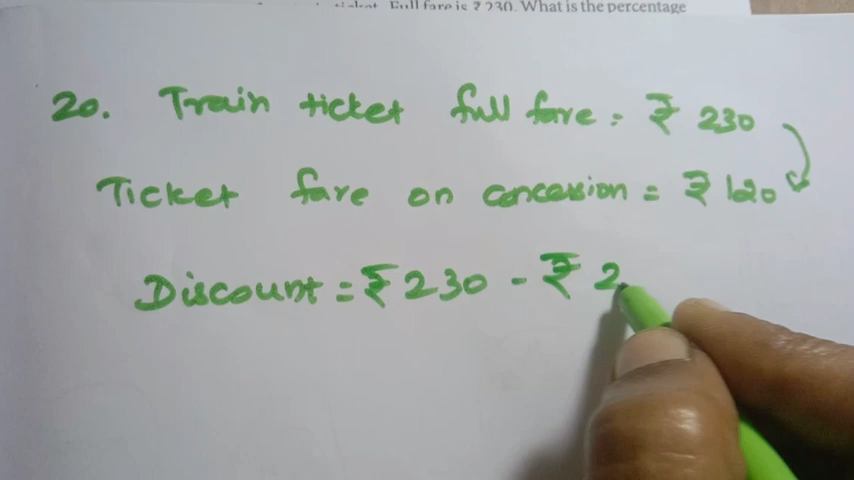 Full fare is ₹ 230. What is the percentage
20. Train ticket full fare = ₹ 230
Ticket fare on concession = ₹ 120
Discount = ₹ 230 - ₹ 2